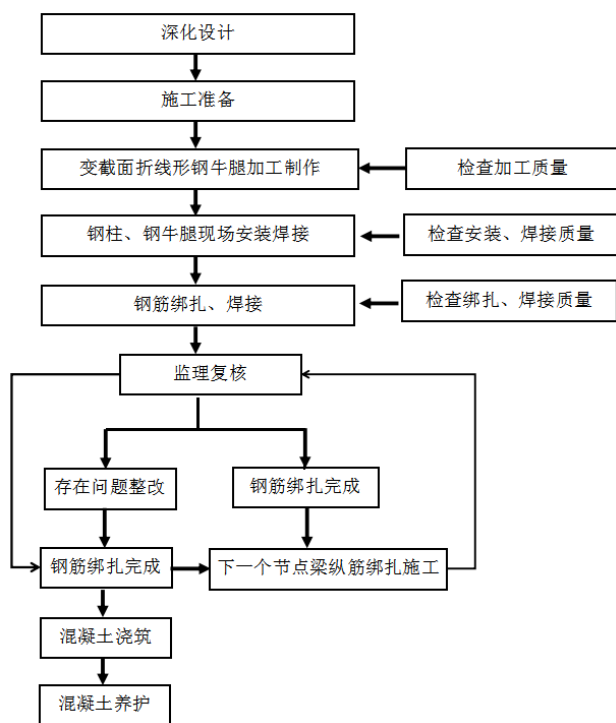 深化设计
施工准备
变截面折线形钢牛腿加工制作
检查加工质量
钢柱、钢牛腿现场安装焊接
检查安装、焊接质量
钢筋绑扎、焊接
检查绑扎、焊接质量
监理复核
存在问题整改
钢筋绑扎完成
钢筋绑扎完成
下一个节点梁纵筋绑扎施工
混凝土浇筑
混凝土养护